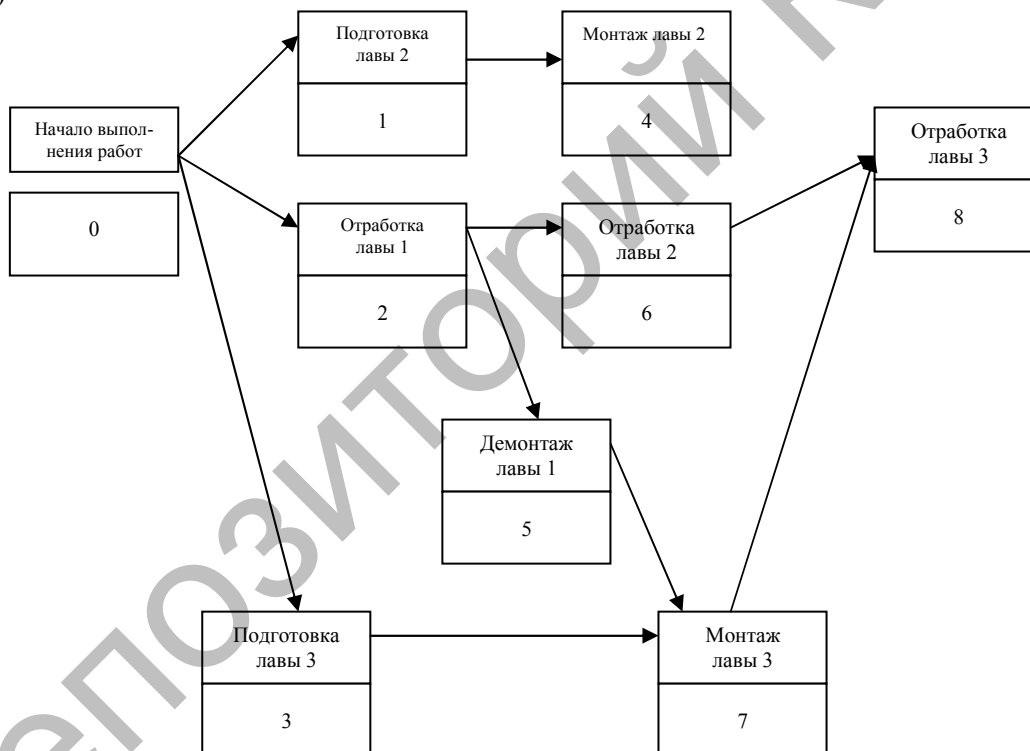 )
Подготовка
лавы 2
1
Монтаж лавы 2
4
Начало выпол-
нения работ
0
Отработка
лавы 3
8
Отработка
лавы 1
2
Отработка
лавы 2
6
Демонтаж
лавы 1
5
Подготовка
лавы 3
3
Монтаж
лавы 3
7
епозиторий К